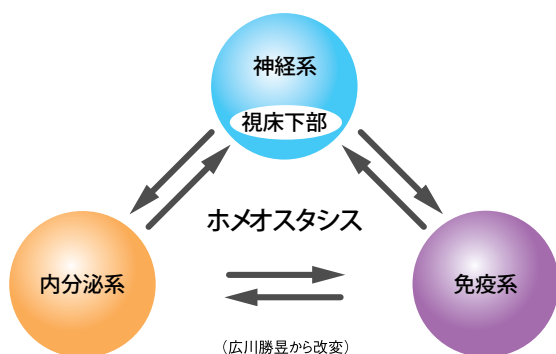 神経系
視床下部
ホメオスタシス
内分泌系
免疫系
(広川勝昱から改変)